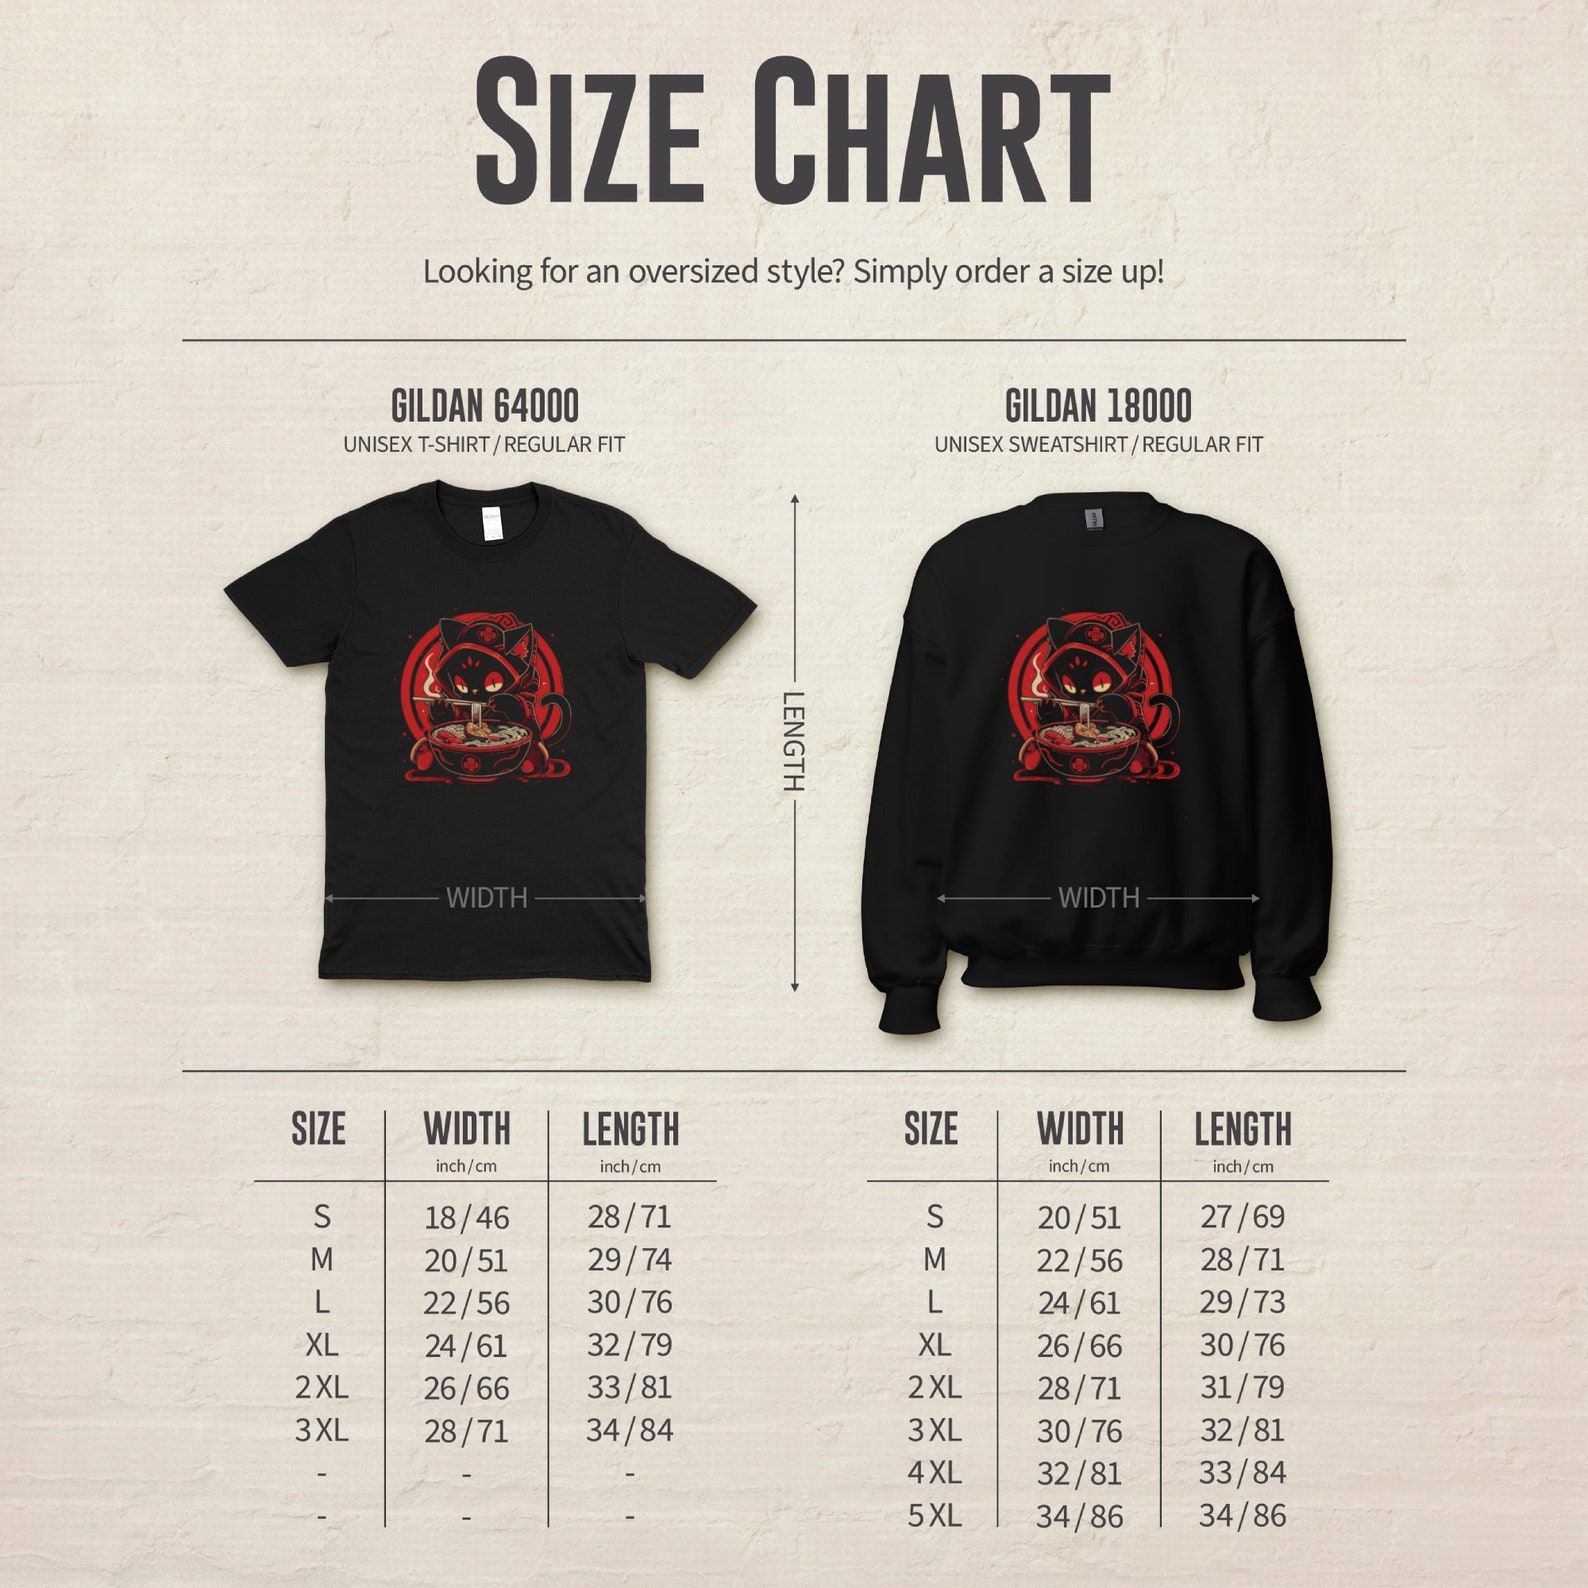 SIZE CHART
Looking for an oversized style? Simply order a size up!
GILDAN 64000
UNISEX T-SHIRT / REGULAR FIT
GILDAN 18000
UNISEX SWEATSHIRT / REGULAR FIT
LENGTH
WIDTH
WIDTH
SIZE WIDTH LENGTH
inch / cm inch / cm
S 18 / 46 28 / 71
M 20 / 51 29 / 74
L 22 / 56 30 / 76
XL 24 / 61 32 / 79
2 XL 26 / 66 33 / 81
3 XL 28 / 71 34 / 84
- - -
- - -
SIZE WIDTH LENGTH
inch / cm inch / cm
S 20 / 51 27 / 69
M 22 / 56 28 / 71
L 24 / 61 29 / 73
XL 26 / 66 30 / 76
2 XL 28 / 71 31 / 79
3 XL 30 / 76 32 / 81
4 XL 32 / 81 33 / 84
5 XL 34 / 86 34 / 86